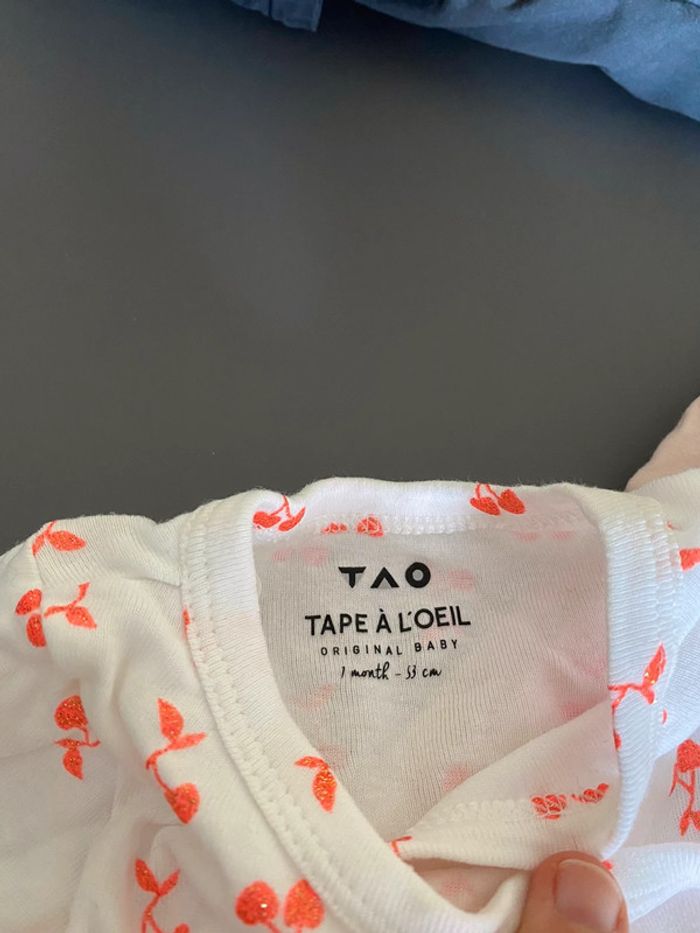 TAO
TAPE À L'OEIL
ORIGINAL BABY
1 month - 53 cm